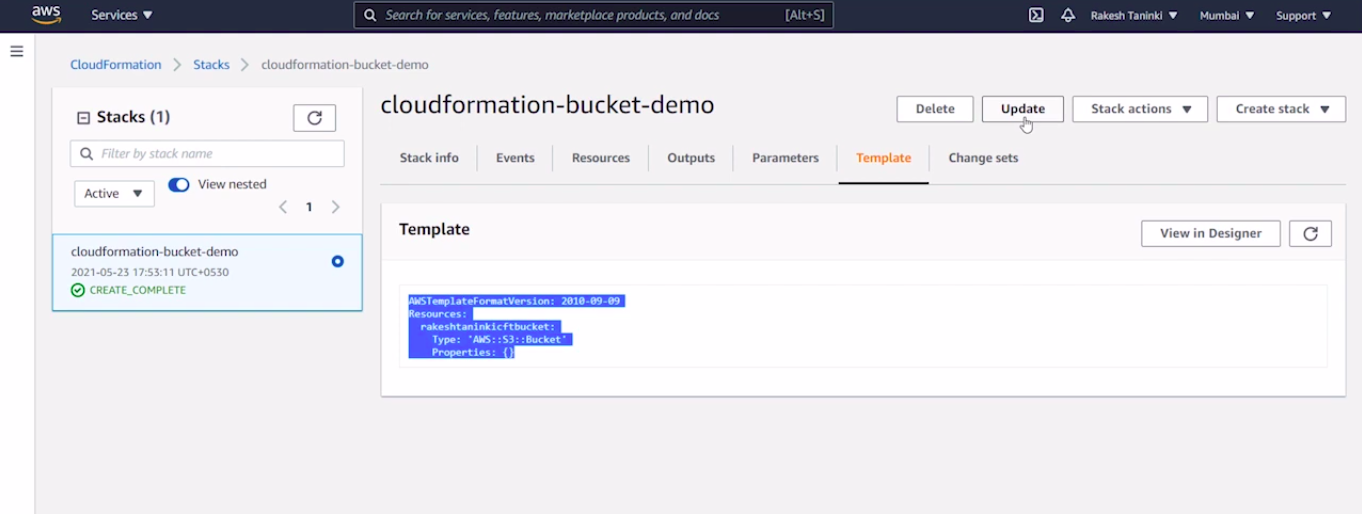 aws Services ▼ Search for services, features, marketplace products, and docs [Alt+S] Rakesh Taninki ▼ Mumbai ▼ Support ▼
CloudFormation > Stacks > cloudformation-bucket-demo
Stacks (1)
Filter by stack name
Active ▼ View nested
< 1 >
cloudformation-bucket-demo
2021-05-23 17:53:11 UTC+0530
CREATE_COMPLETE
cloudformation-bucket-demo
Delete Update Stack actions ▼ Create stack ▼
Stack info Events Resources Outputs Parameters Template Change sets
Template
View in Designer
AWSTemplateFormatVersion: 2010-09-09
Resources:
  rakeshtaninkicftbucket:
    Type: 'AWS::S3::Bucket'
    Properties: {}